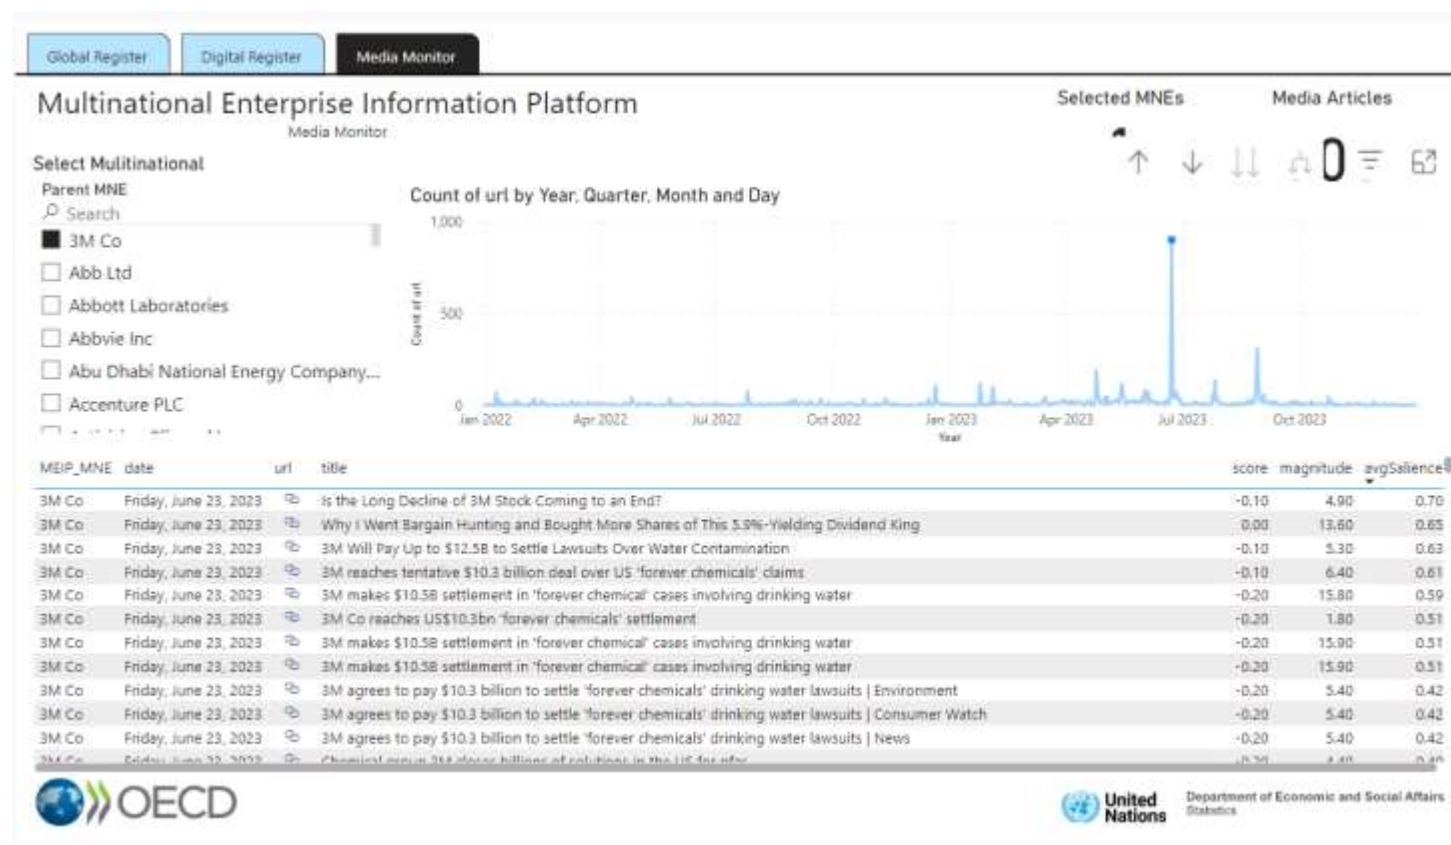 Global Register Digital Register Media Monitor
Multinational Enterprise Information Platform
Media Monitor
Selected MNEs Media Articles
0
Select Mulitinational
Parent MNE
Search
3M Co
Abb Ltd
Abbott Laboratories
Abbvie Inc
Abu Dhabi National Energy Company...
Accenture PLC
Count of url by Year, Quarter, Month and Day
1,000
500
0
Count of url
Jan 2022 Apr 2022 Jul 2022 Oct 2022 Jan 2023 Apr 2023 Jul 2023 Oct 2023
Year
MEIP_MNE date url title score magnitude avgSalience
3M Co Friday, June 23, 2023 Is the Long Decline of 3M Stock Coming to an End? -0.10 4.90 0.70
3M Co Friday, June 23, 2023 Why I Went Bargain Hunting and Bought More Shares of This 5.9%-Yielding Dividend King 0.00 13.60 0.65
3M Co Friday, June 23, 2023 3M Will Pay Up to $12.5B to Settle Lawsuits Over Water Contamination -0.10 5.30 0.63
3M Co Friday, June 23, 2023 3M reaches tentative $10.3 billion deal over US 'forever chemicals' claims -0.10 6.40 0.61
3M Co Friday, June 23, 2023 3M makes $10.5B settlement in 'forever chemical' cases involving drinking water -0.20 15.80 0.59
3M Co Friday, June 23, 2023 3M Co reaches US$10.3bn 'forever chemicals' settlement -0.20 1.80 0.51
3M Co Friday, June 23, 2023 3M makes $10.5B settlement in 'forever chemical' cases involving drinking water -0.20 15.90 0.51
3M Co Friday, June 23, 2023 3M makes $10.5B settlement in 'forever chemical' cases involving drinking water -0.20 15.90 0.51
3M Co Friday, June 23, 2023 3M agrees to pay $10.3 billion to settle 'forever chemicals' drinking water lawsuits | Environment -0.20 5.40 0.42
3M Co Friday, June 23, 2023 3M agrees to pay $10.3 billion to settle 'forever chemicals' drinking water lawsuits | Consumer Watch -0.20 5.40 0.42
3M Co Friday, June 23, 2023 3M agrees to pay $10.3 billion to settle 'forever chemicals' drinking water lawsuits | News -0.20 5.40 0.42
OECD
United Nations
Department of Economic and Social Affairs
Statistics